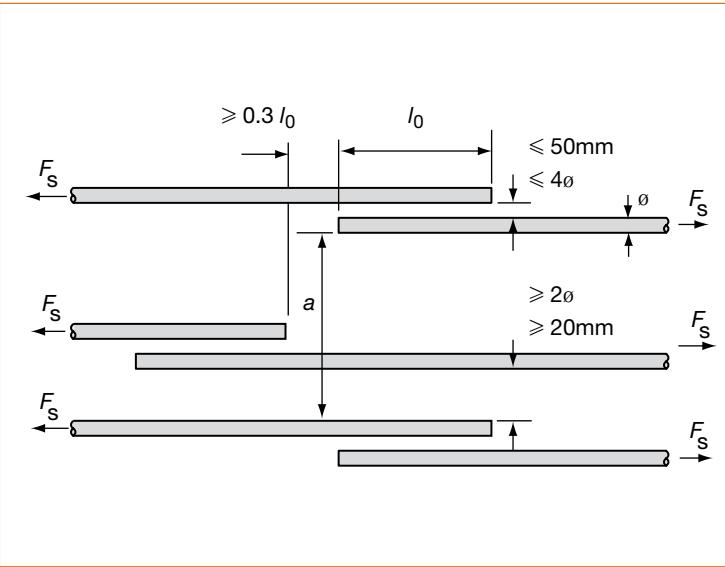 ⩾ 0.3 l0
l0
⩽ 50mm
⩽ 4ø
Fs
ø
Fs
a
⩾ 2ø
⩾ 20mm
Fs
Fs
Fs
Fs